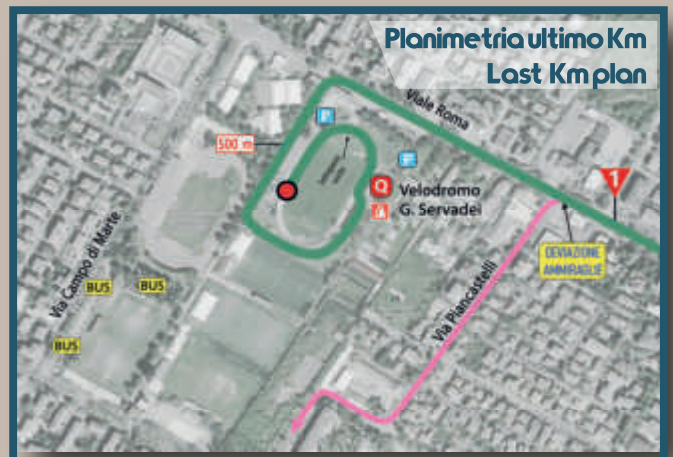 Planimetria ultimo Km
Last Km plan
Viale Roma
P
500 m
P
1
Q
Velodromo
G. Servadei
DEVIAZIONE
AMMIRAGLIE
Via Campo di Marte
Via Piancastelli
BUS
BUS
BUS